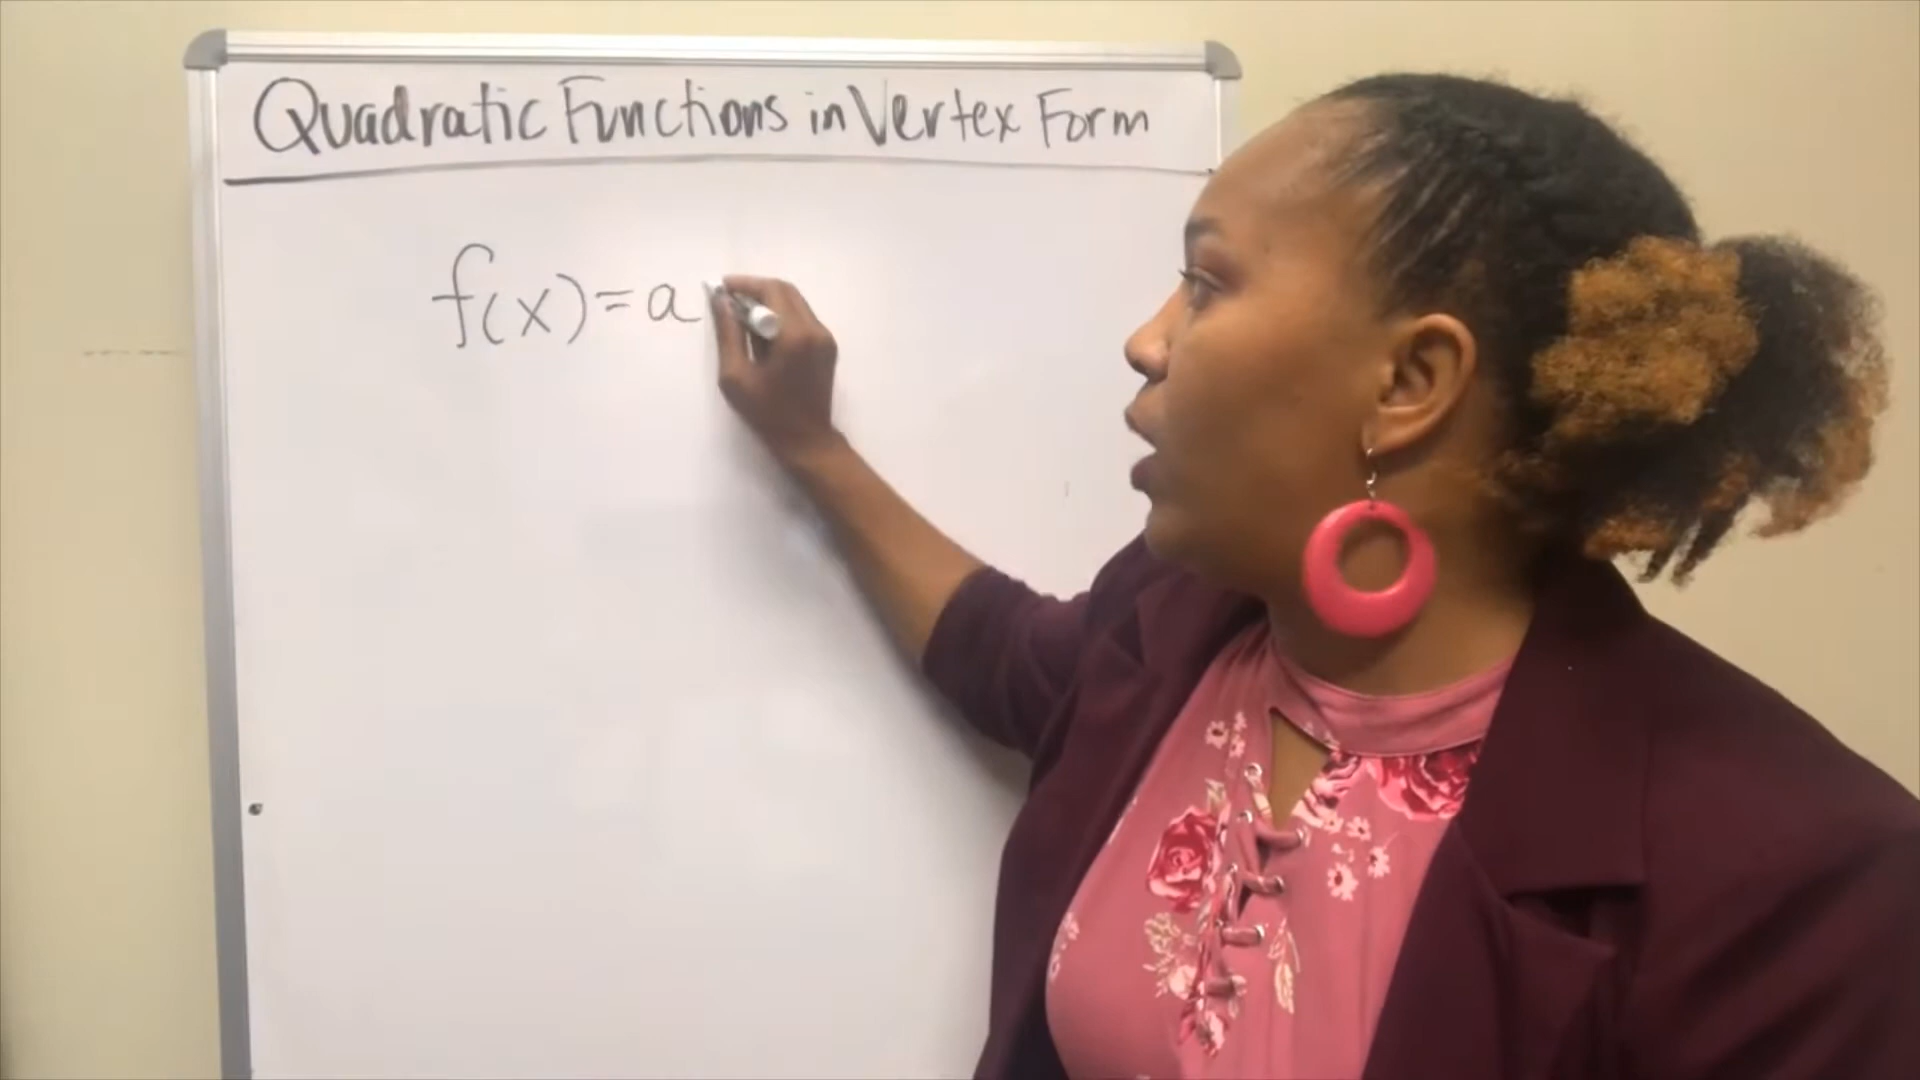 Quadratic Functions in Vertex Form
f(x)=a